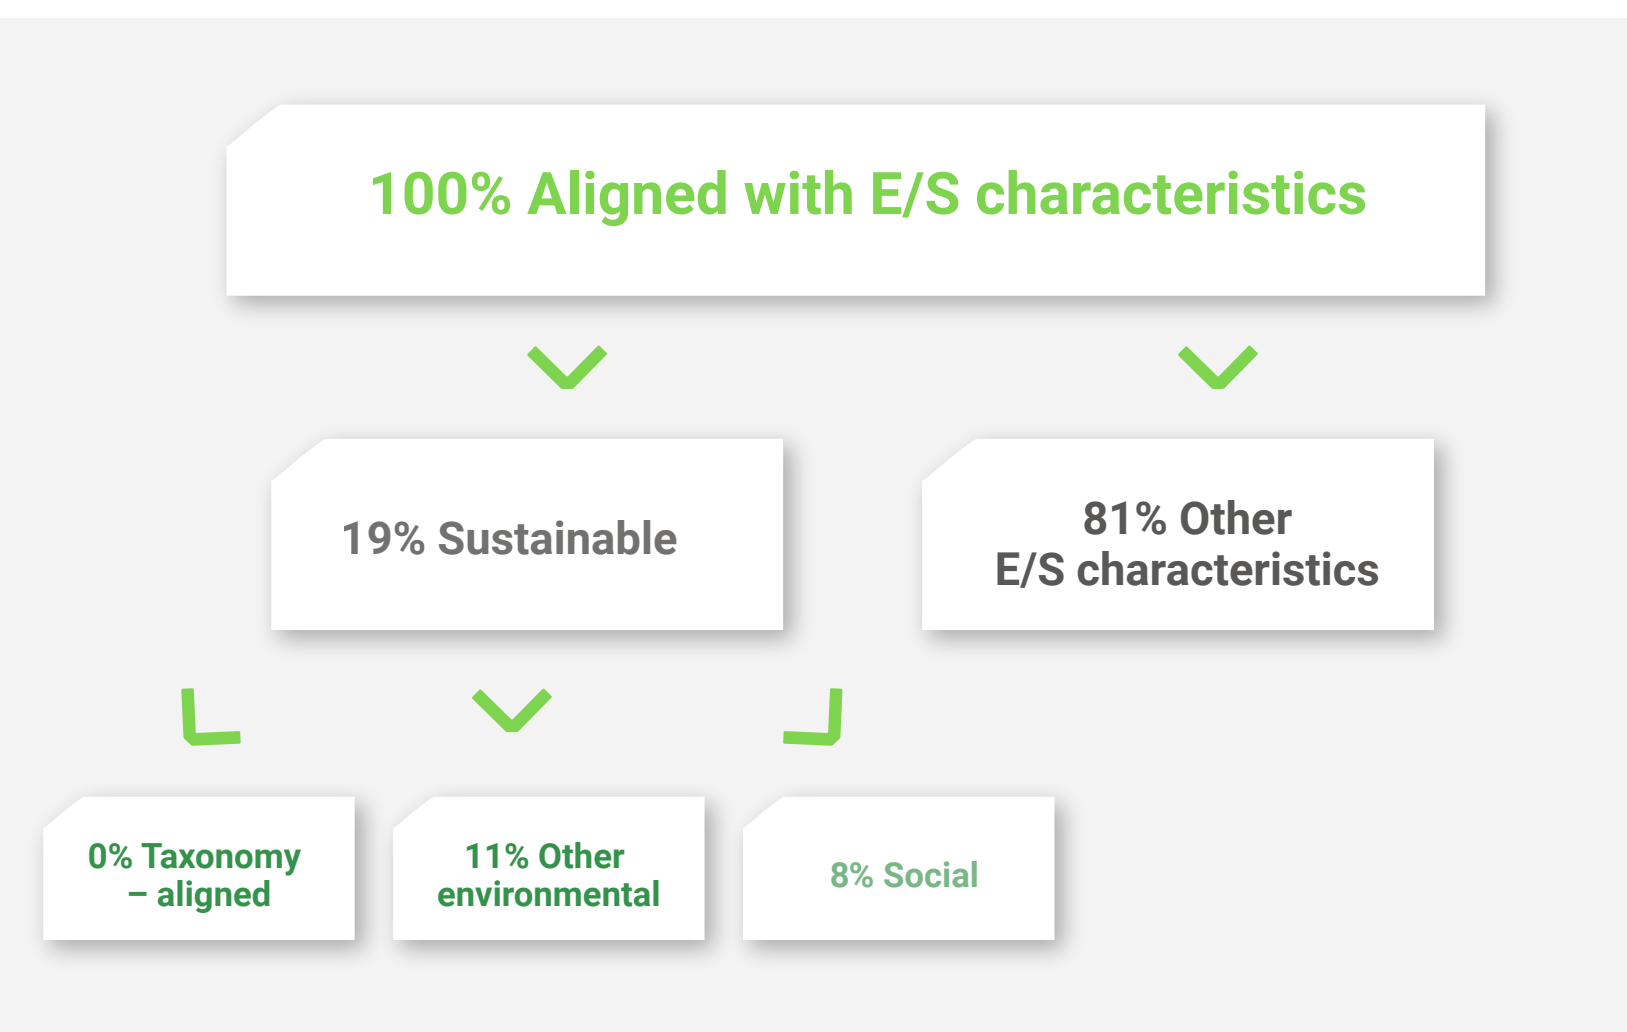 100% Aligned with E/S characteristics
19% Sustainable
81% Other
E/S characteristics
0% Taxonomy
– aligned
11% Other
environmental
8% Social